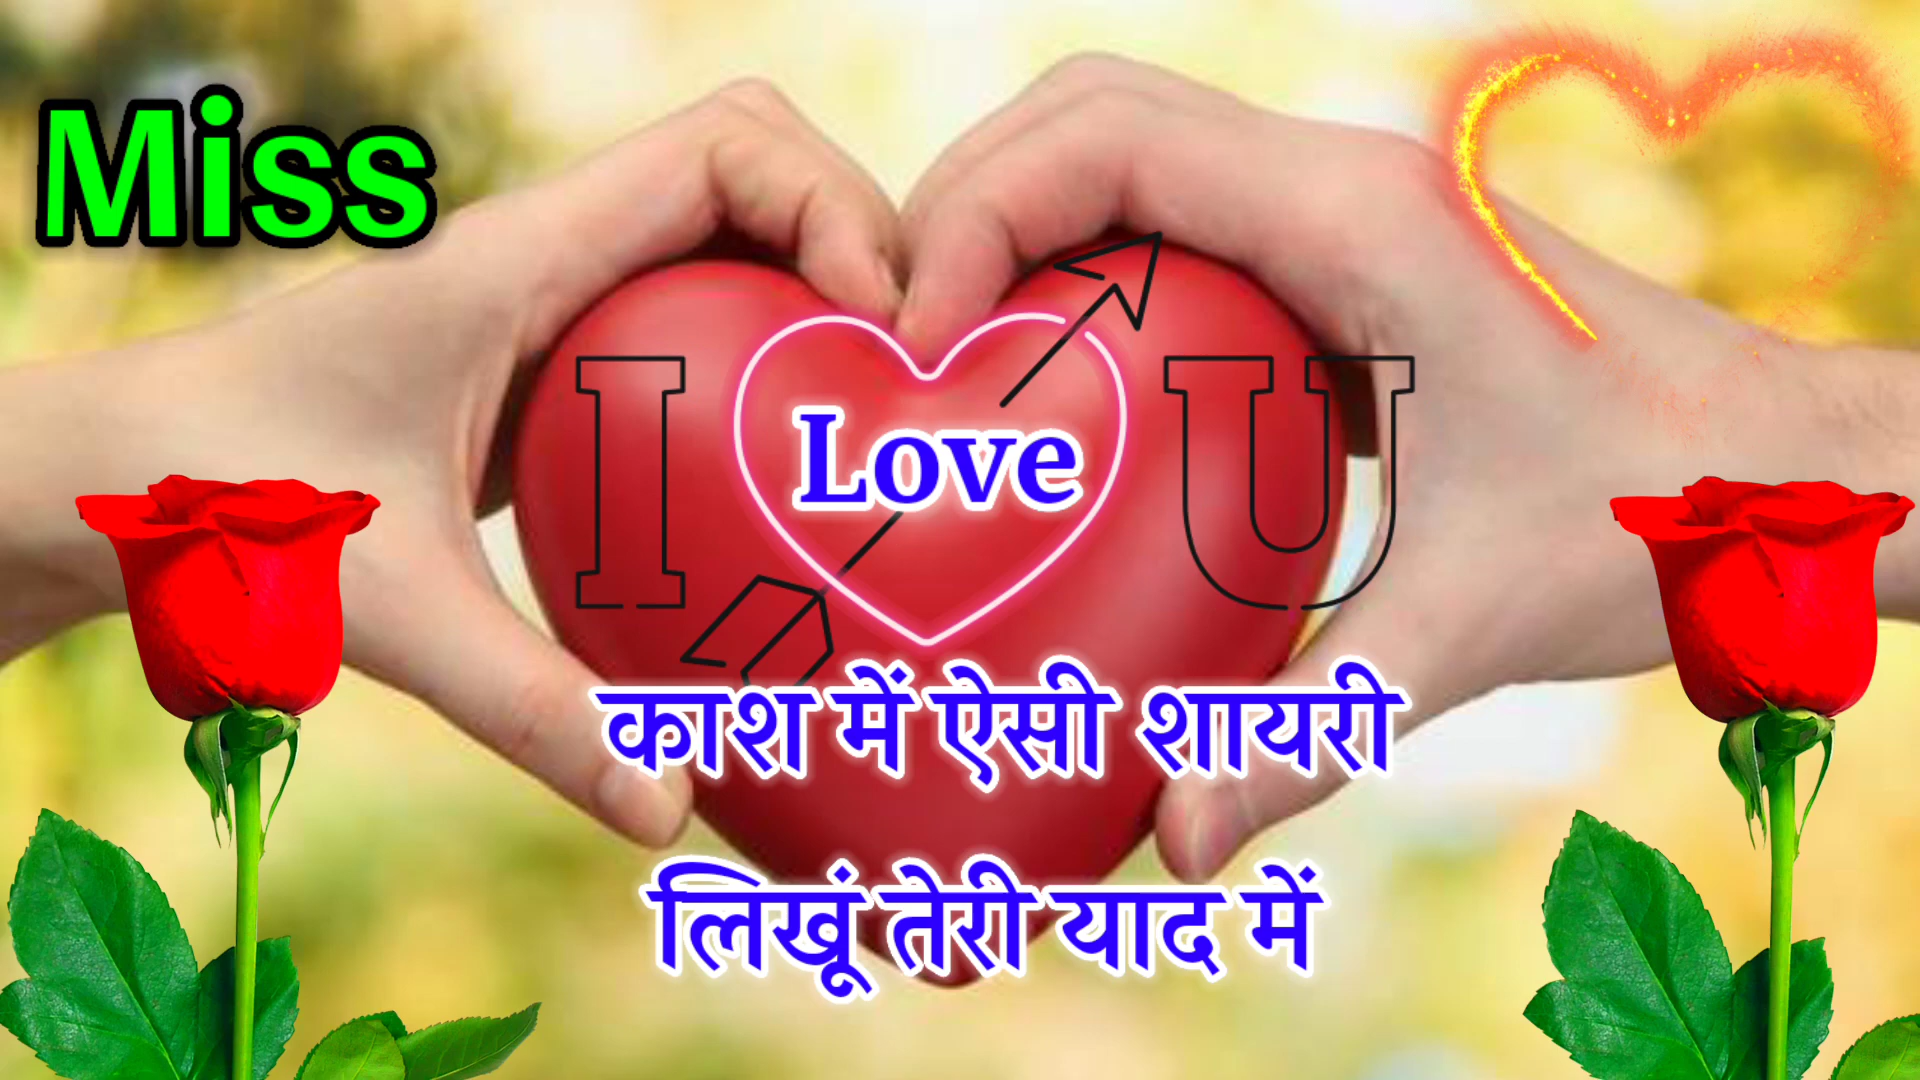 Miss
I Love U
काश में ऐसी शायरी
लिखूं तेरी याद में